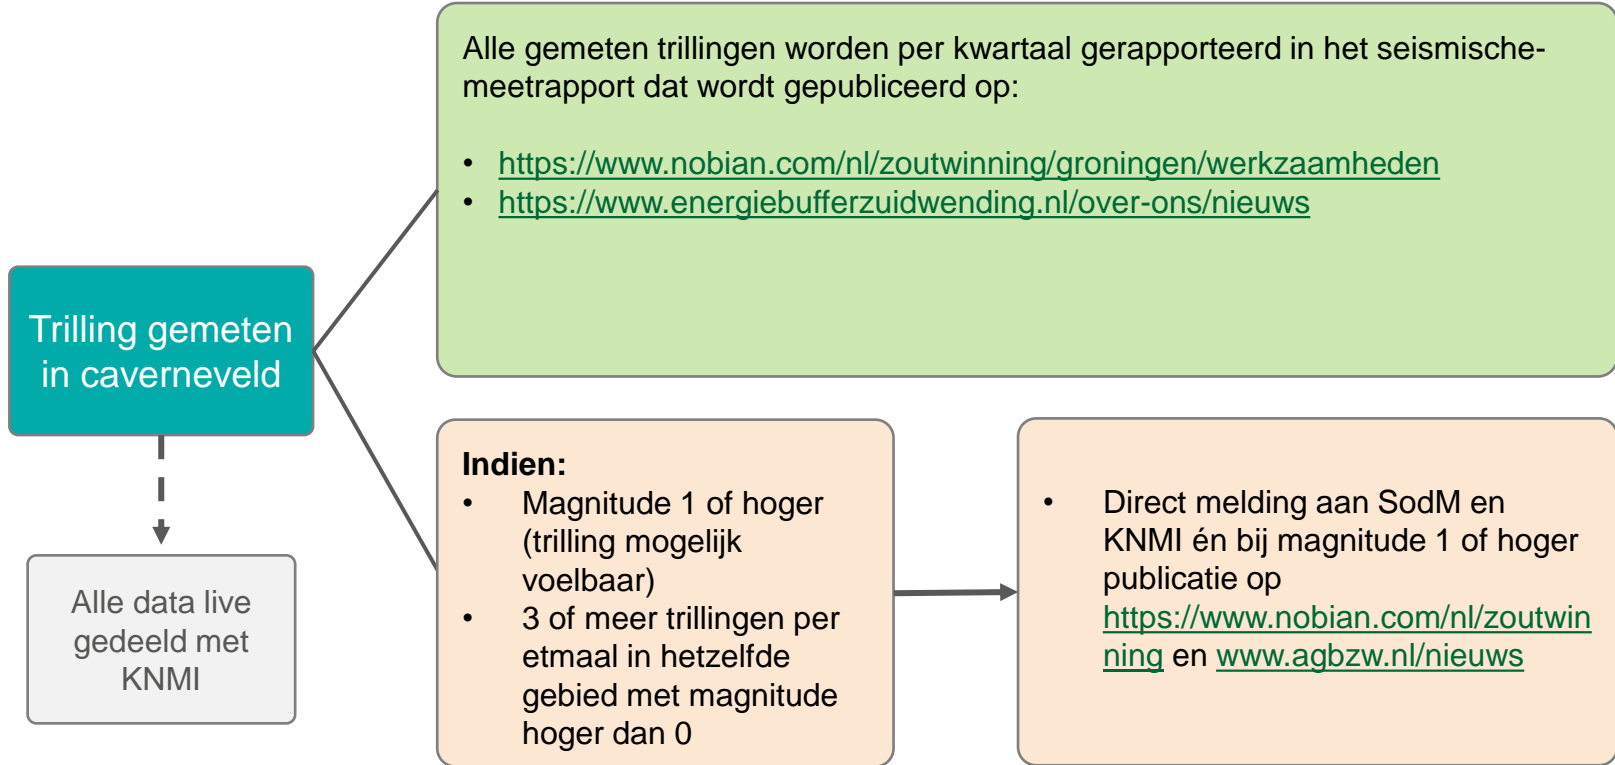 Alle gemeten trillingen worden per kwartaal gerapporteerd in het seismische-
meetrapport dat wordt gepubliceerd op:
• https://www.nobian.com/nl/zoutwinning/groningen/werkzaamheden
• https://www.energiebufferzuidwending.nl/over-ons/nieuws
Trilling gemeten
in caverneveld
Alle data live
gedeeld met
KNMI
Indien:
• Magnitude 1 of hoger
(trilling mogelijk
voelbaar)
• 3 of meer trillingen per
etmaal in hetzelfde
gebied met magnitude
hoger dan 0
• Direct melding aan SodM en
KNMI én bij magnitude 1 of hoger
publicatie op
https://www.nobian.com/nl/zoutwin
ning en www.agbzw.nl/nieuws